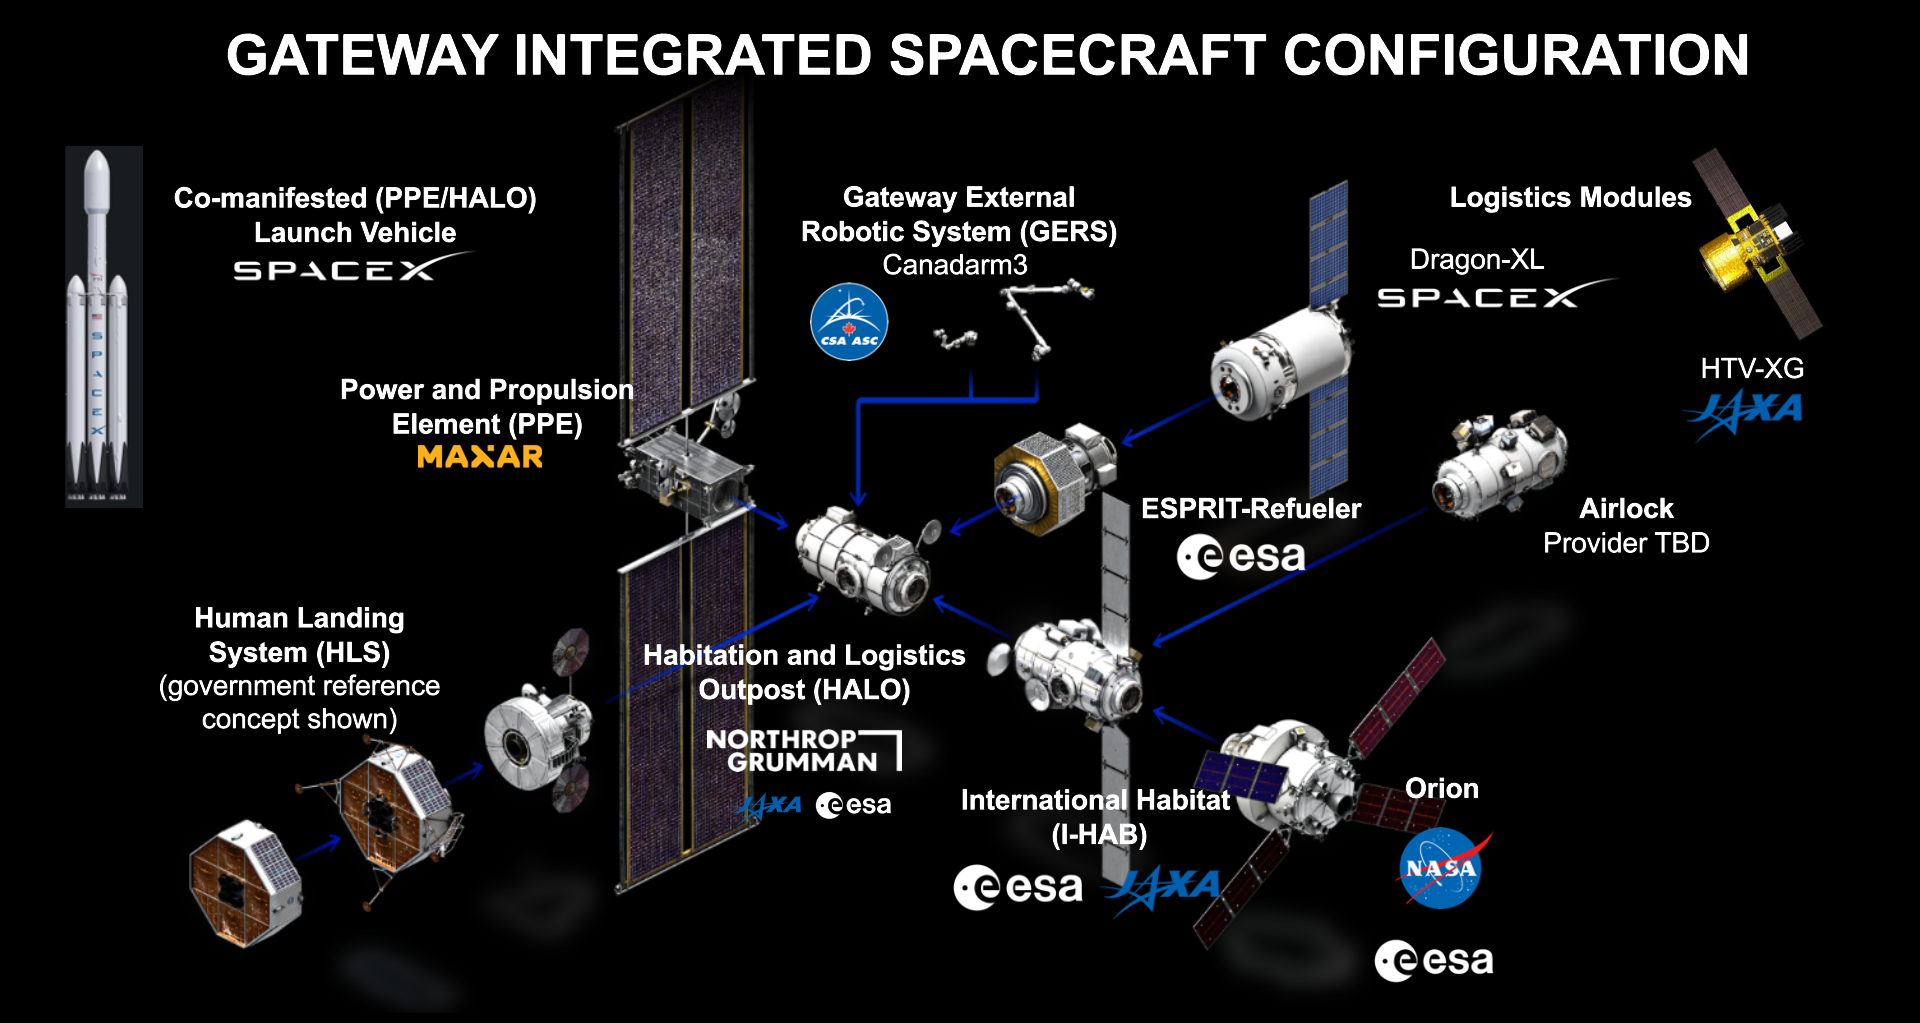 GATEWAY INTEGRATED SPACECRAFT CONFIGURATION
Co-manifested (PPE/HALO)
Launch Vehicle
SPACEX
SPACEX
Power and Propulsion
Element (PPE)
MAXAR
Gateway External
Robotic System (GERS)
Canadarm3
CSA ASC
Logistics Modules
Dragon-XL
SPACEX
HTV-XG
JAXA
ESPRIT-Refueler
esa
Airlock
Provider TBD
Human Landing
System (HLS)
(government reference
concept shown)
Habitation and Logistics
Outpost (HALO)
NORTHROP
GRUMMAN
JAXA esa
International Habitat
(I-HAB)
esa JAXA
Orion
NASA
esa